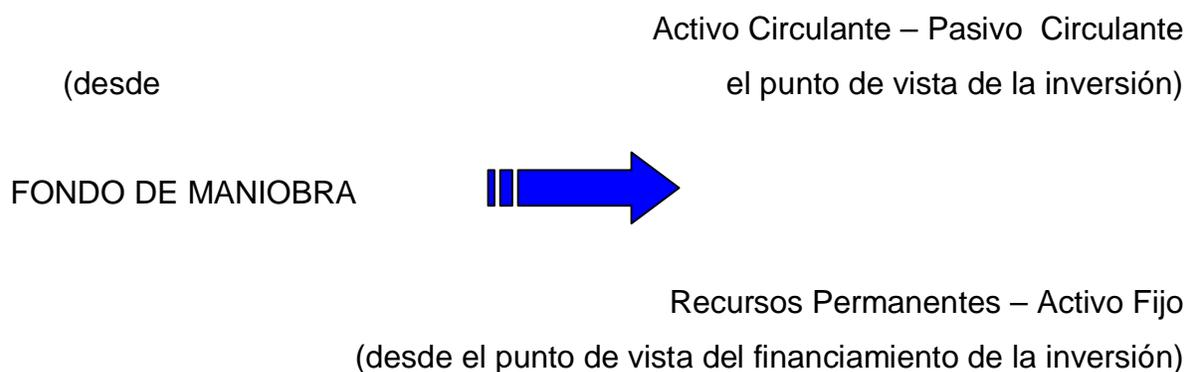 Activo Circulante – Pasivo Circulante
(desde el punto de vista de la inversión)
FONDO DE MANIOBRA
Recursos Permanentes – Activo Fijo
(desde el punto de vista del financiamiento de la inversión)